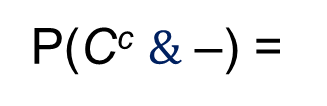 P(Cᶜ & –) =